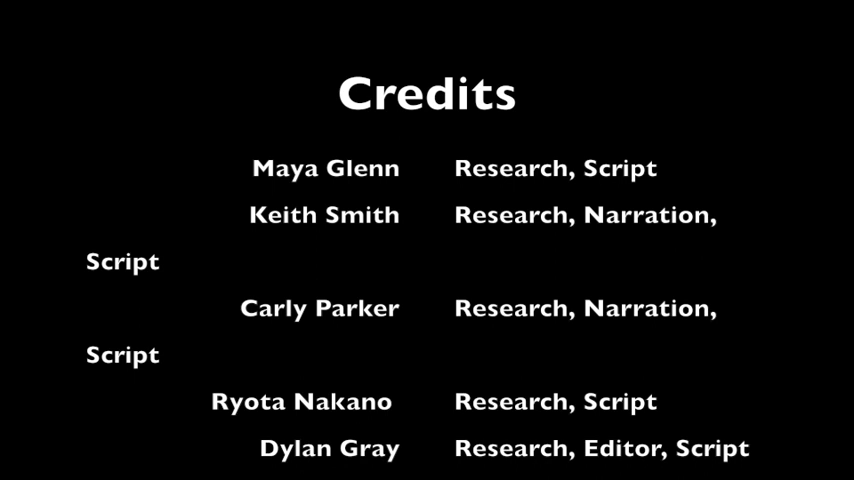 Credits
Maya Glenn Research, Script
Keith Smith Research, Narration,
Script
Carly Parker Research, Narration,
Script
Ryota Nakano Research, Script
Dylan Gray Research, Editor, Script